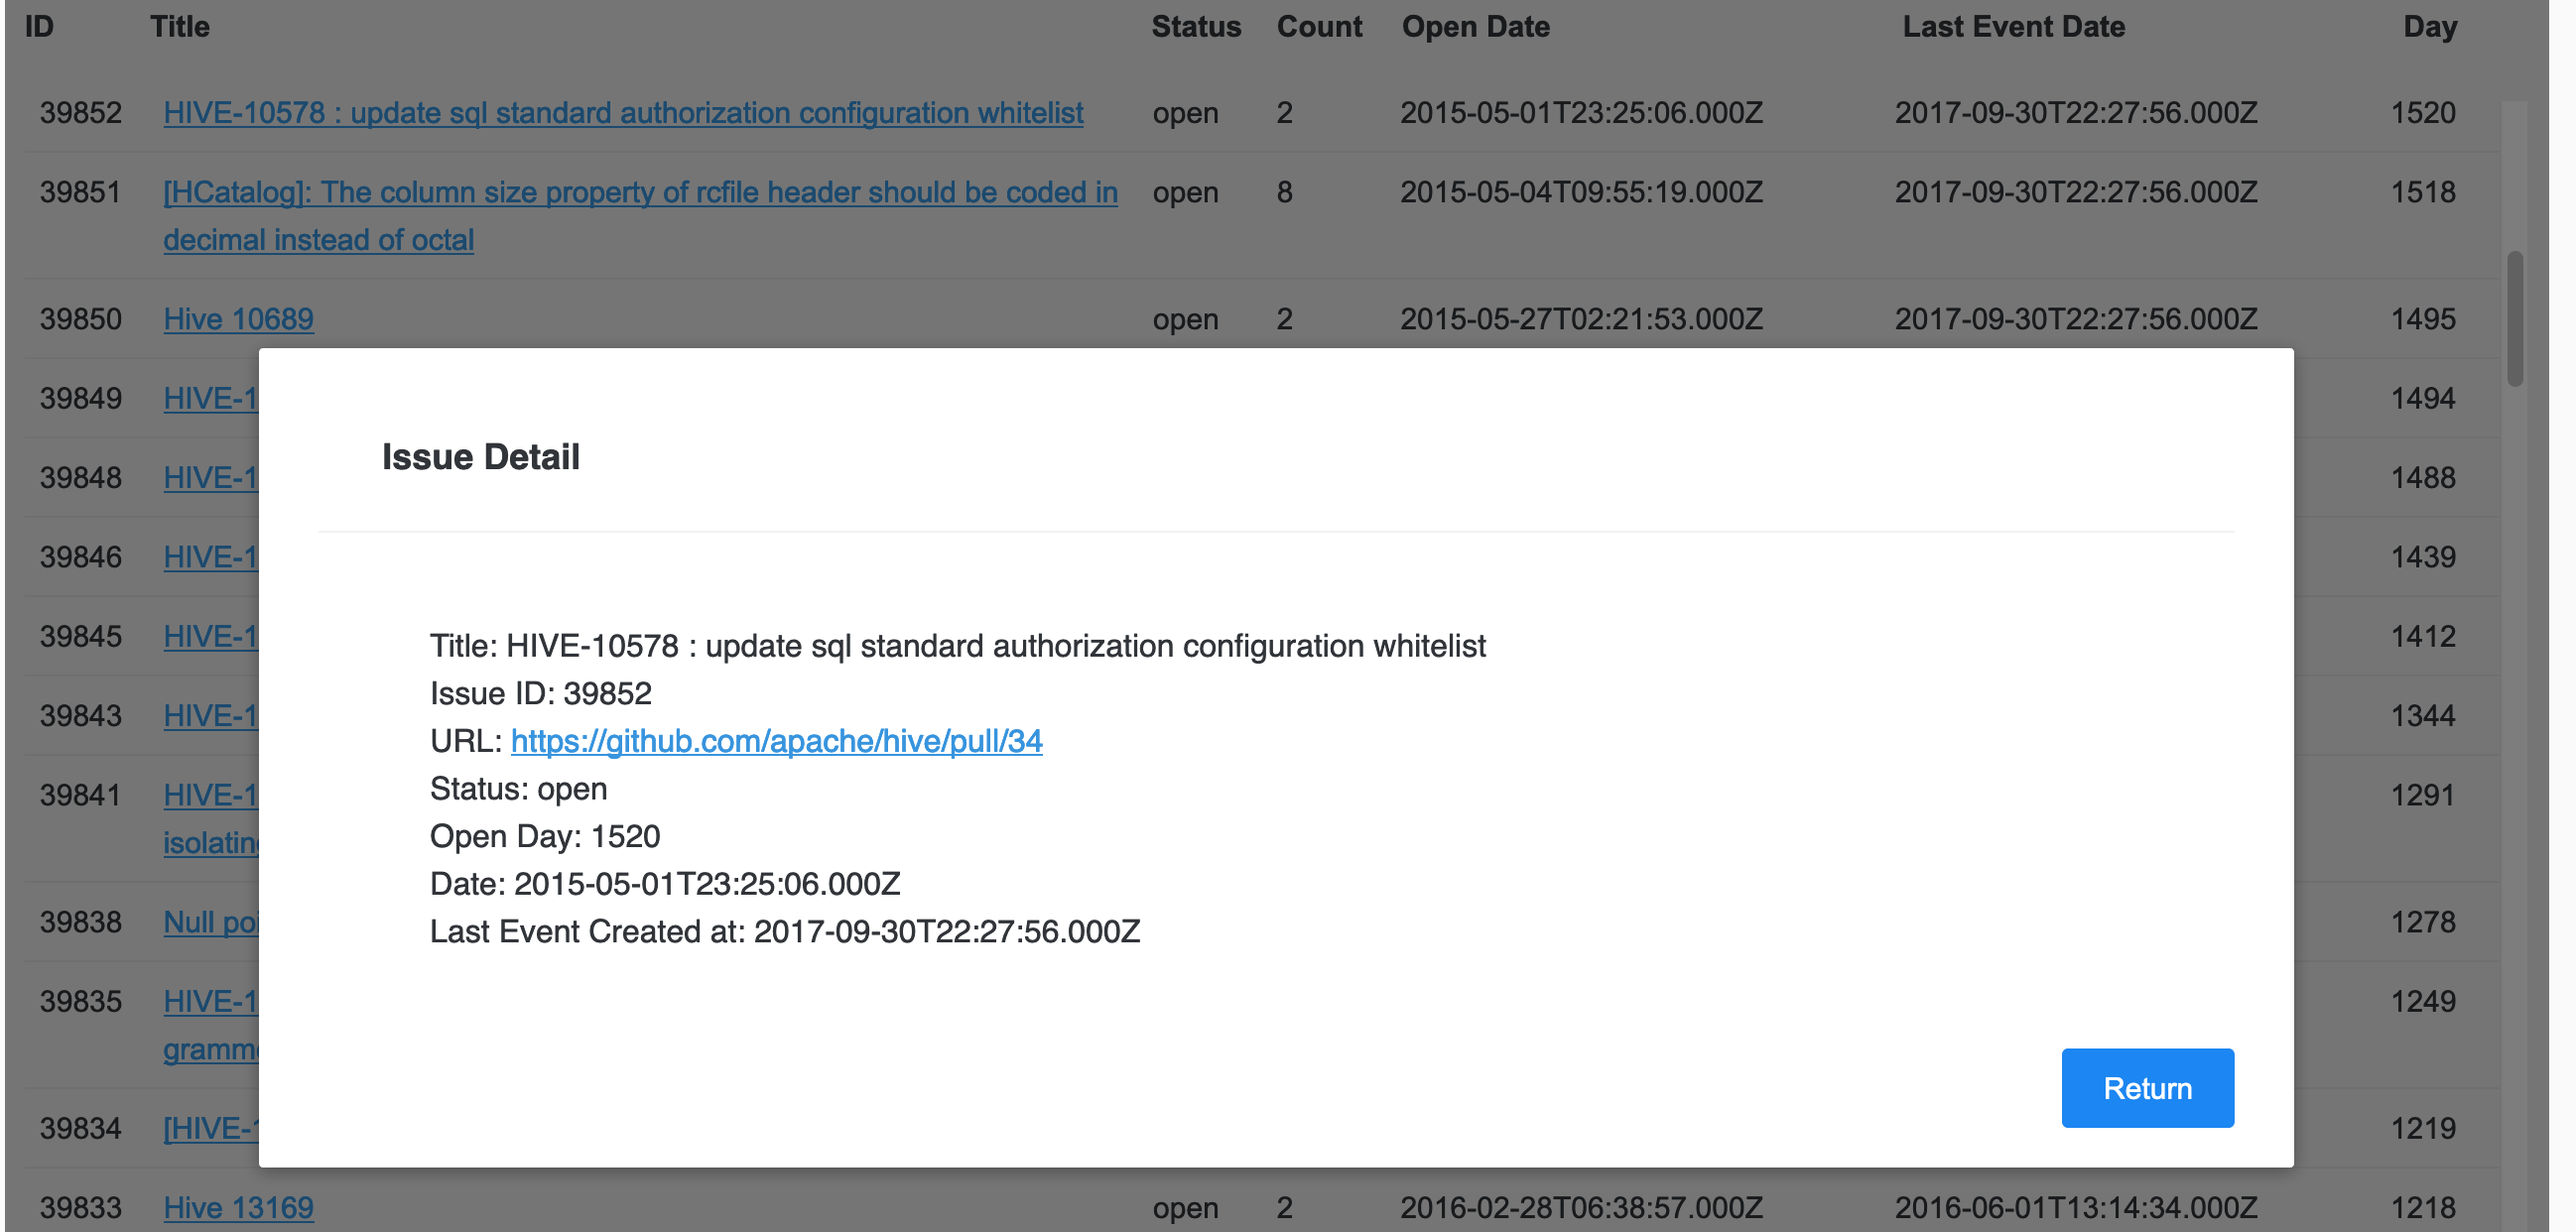 ID Title Status Count Open Date Last Event Date Day
39852 HIVE-10578 : update sql standard authorization configuration whitelist open 2 2015-05-01T23:25:06.000Z 2017-09-30T22:27:56.000Z 1520
39851 [HCatalog]: The column size property of rcfile header should be coded in open 8 2015-05-04T09:55:19.000Z 2017-09-30T22:27:56.000Z 1518
decimal instead of octal
39850 Hive 10689 open 2 2015-05-27T02:21:53.000Z 2017-09-30T22:27:56.000Z 1495
39849 HIVE-1 1494
39848 HIVE-1 1488
39846 HIVE-1 1439
39845 HIVE-1 1412
39843 HIVE-1 1344
39841 HIVE-1 1291
isolating
39838 Null poi 1278
39835 HIVE-1 1249
gramm
39834 [HIVE-1 1219
39833 Hive 13169 open 2 2016-02-28T06:38:57.000Z 2016-06-01T13:14:34.000Z 1218
Issue Detail
Title: HIVE-10578 : update sql standard authorization configuration whitelist
Issue ID: 39852
URL: https://github.com/apache/hive/pull/34
Status: open
Open Day: 1520
Date: 2015-05-01T23:25:06.000Z
Last Event Created at: 2017-09-30T22:27:56.000Z
Return